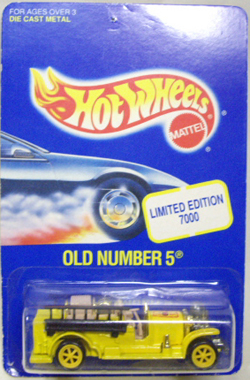 FOR AGES OVER 3
DIE CAST METAL
Hot Wheels
MATTEL
LIMITED EDITION
7000
OLD NUMBER 5®